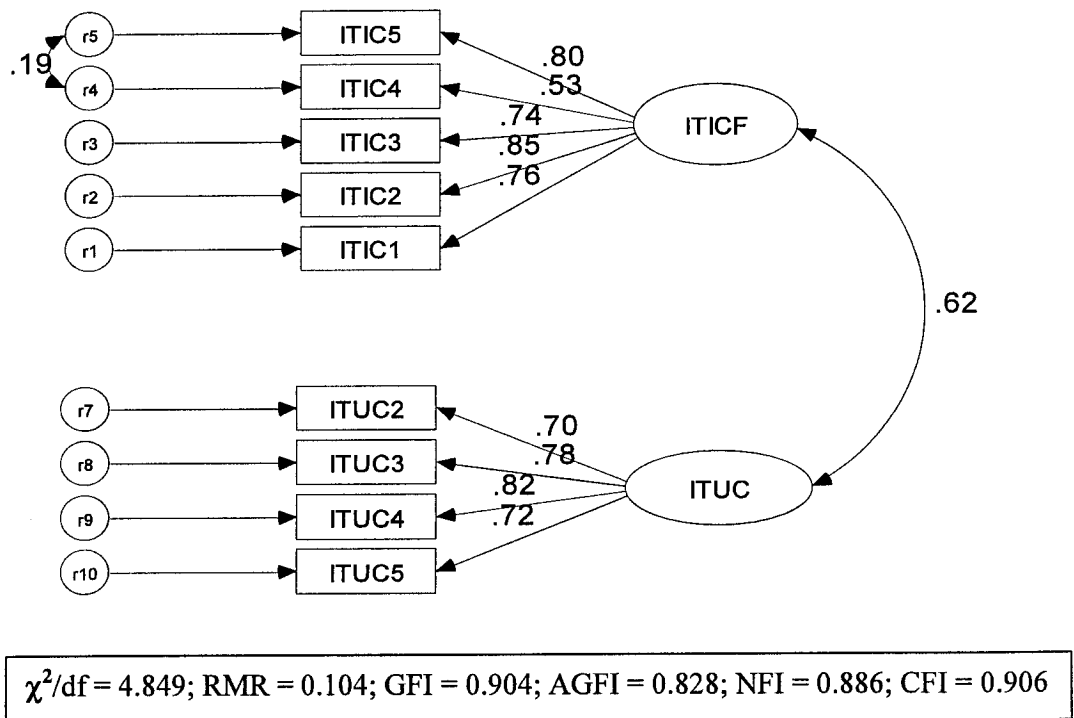 r5 ITIC5
.80
.19
r4 ITIC4
.53
ITICF
.74
r3 ITIC3
.85
r2 ITIC2
.76
r1 ITIC1
.62
r7 ITUC2
.70
.78
r8 ITUC3
.82
ITUC
r9 ITUC4
.72
r10 ITUC5
χ²/df = 4.849; RMR = 0.104; GFI = 0.904; AGFI = 0.828; NFI = 0.886; CFI = 0.906